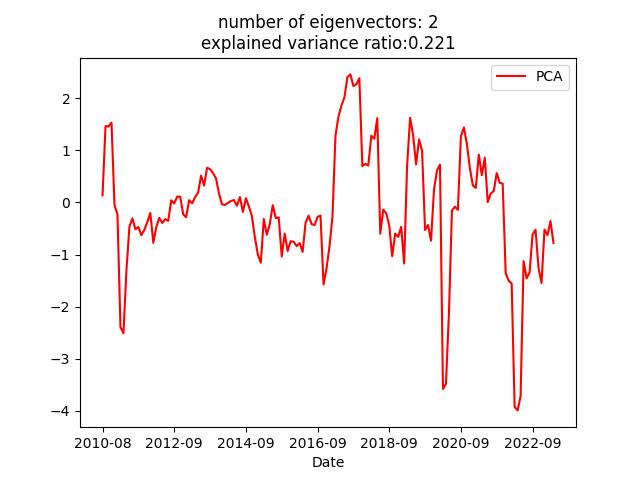 number of eigenvectors: 2
explained variance ratio:0.221
PCA
2
1
0
−1
−2
−3
−4
2010-08 2012-09 2014-09 2016-09 2018-09 2020-09 2022-09
Date